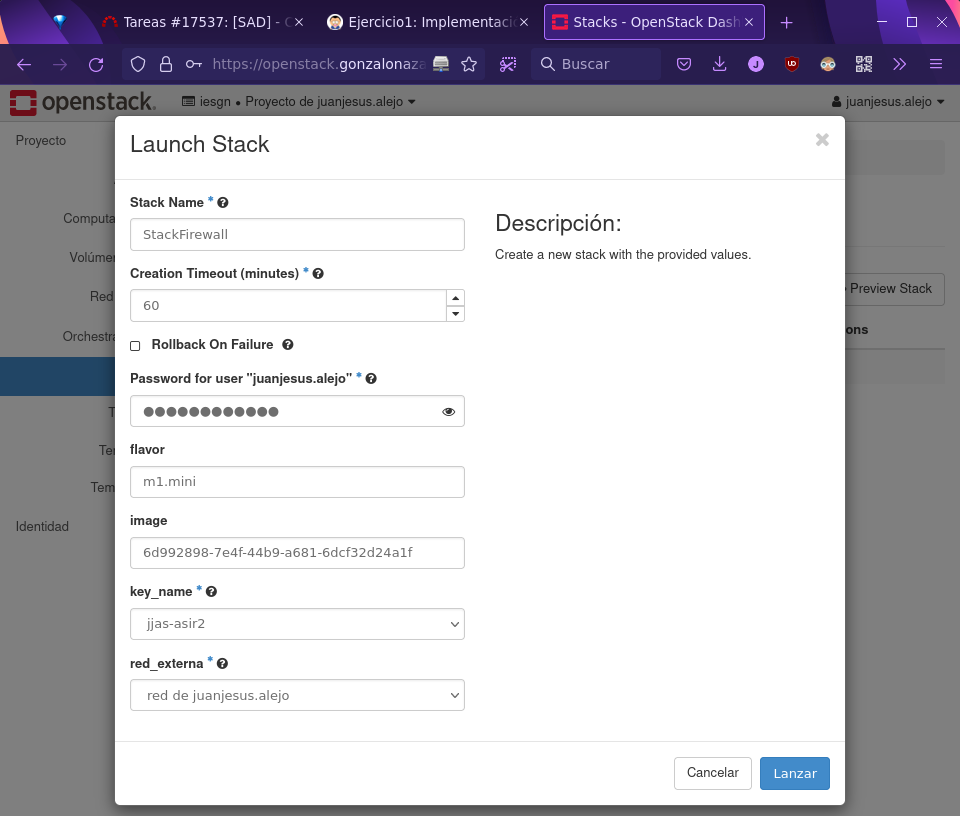 Tareas #17537: [SAD] -
Ejercicio1: Implementaci
Stacks - OpenStack Dash
https://openstack.gonzalonaza
Buscar
openstack.
iesgn • Proyecto de juanjesus.alejo
juanjesus.alejo
Proyecto
Computa
Volúme
Red
Orchestra
T
Te
Tem
Identidad
Preview Stack
ons
Launch Stack
Stack Name *
StackFirewall
Creation Timeout (minutes) *
60
Rollback On Failure
Password for user "juanjesus.alejo" *
●●●●●●●●●●●●
flavor
m1.mini
image
6d992898-7e4f-44b9-a681-6dcf32d24a1f
key_name *
jjas-asir2
red_externa *
red de juanjesus.alejo
Descripción:
Create a new stack with the provided values.
Cancelar
Lanzar